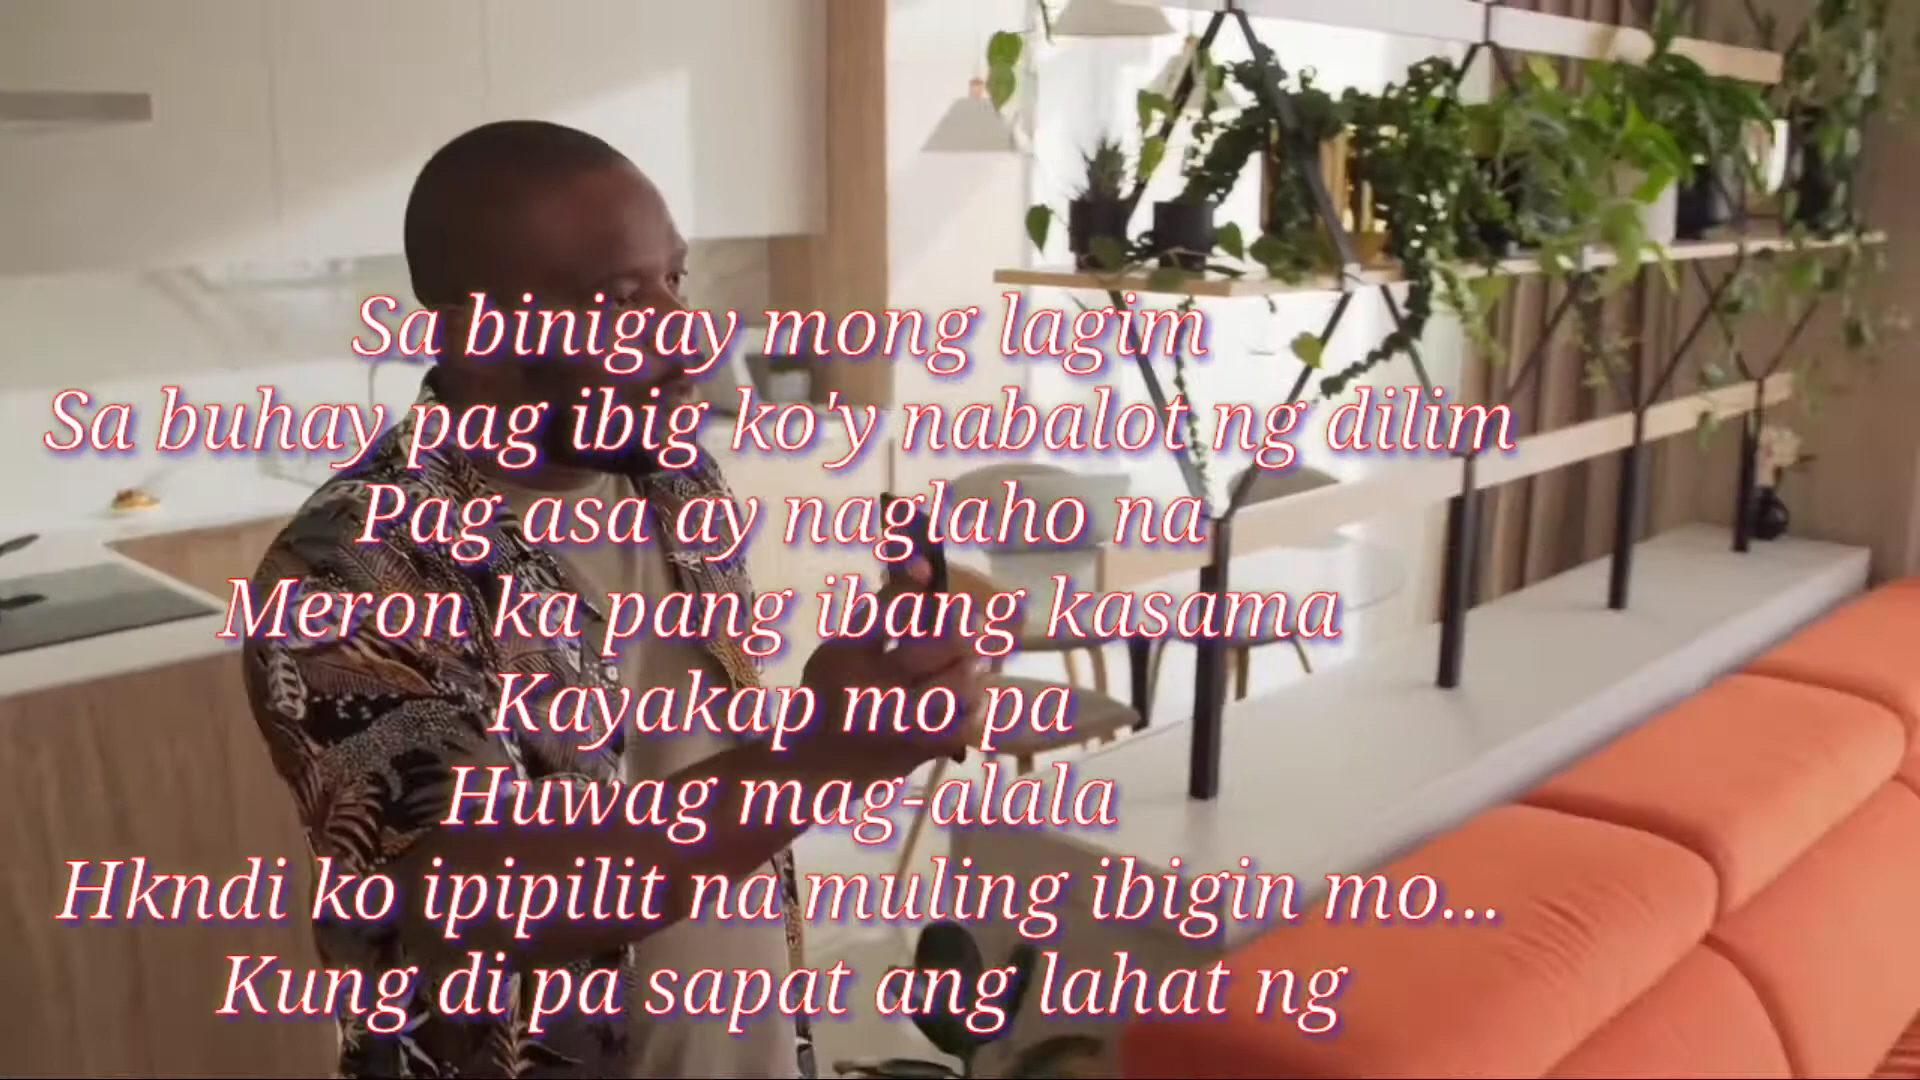 Sa binigay mong lagim
Sa buhay pag ibig ko'y nabalot ng dilim
Pag asa ay naglaho na
Meron ka pang ibang kasama
Kayakap mo pa
Huwag mag-alala
Hkndi ko ipipilit na muling ibigin mo...
Kung di pa sapat ang lahat ng